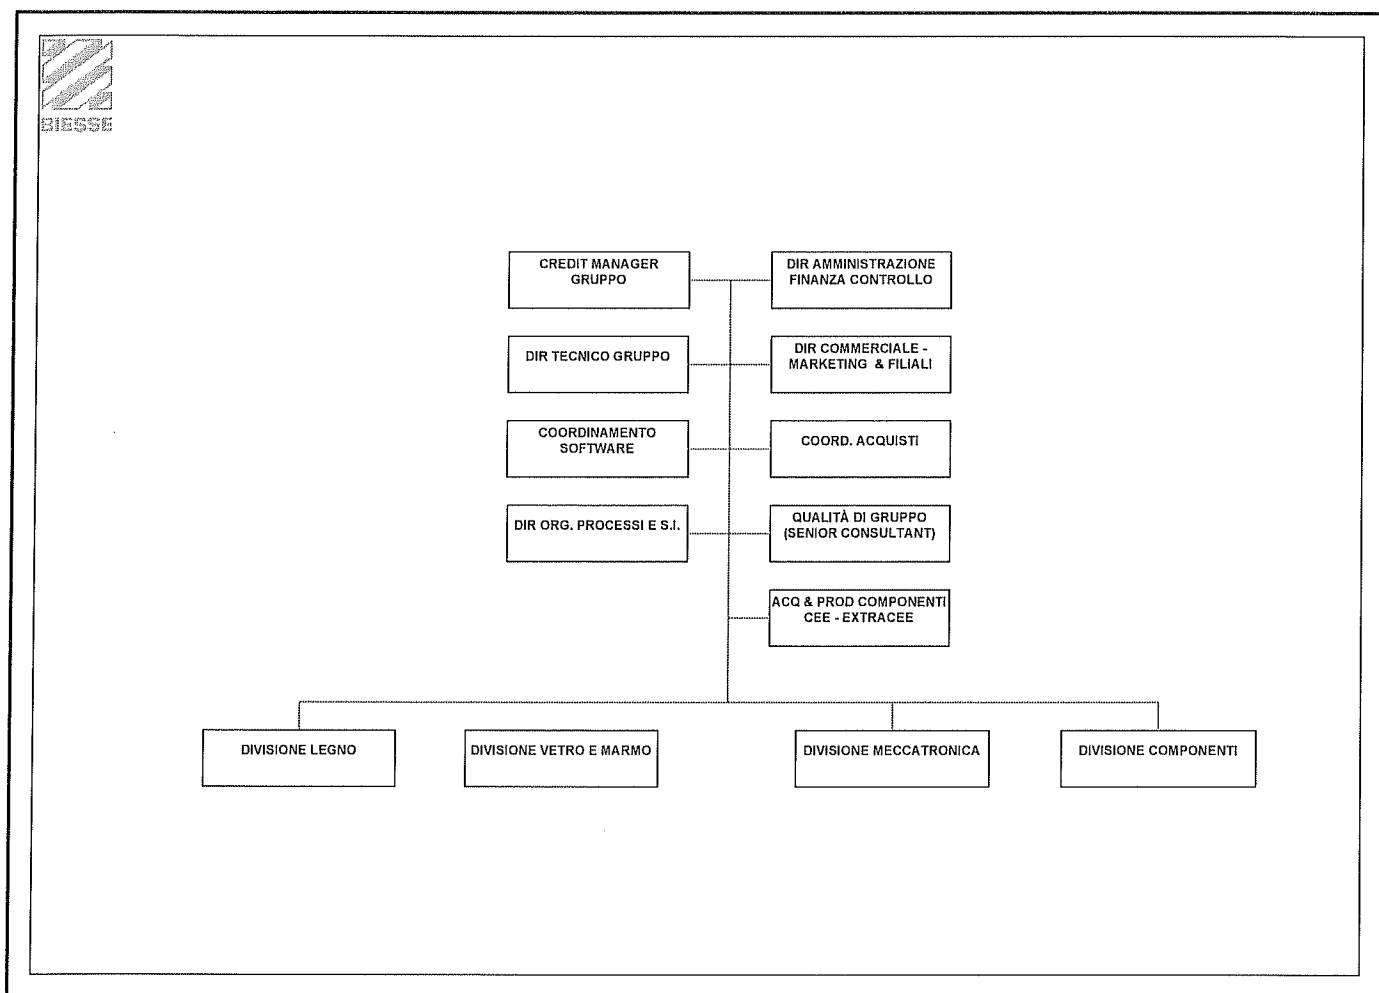 BIESSE
CREDIT MANAGER
GRUPPO
DIR AMMINISTRAZIONE
FINANZA CONTROLLO
DIR TECNICO GRUPPO
DIR COMMERCIALE -
MARKETING & FILIALI
COORDINAMENTO
SOFTWARE
COORD. ACQUISTI
DIR ORG. PROCESSI E S.I.
QUALITÀ DI GRUPPO
(SENIOR CONSULTANT)
ACQ & PROD COMPONENTI
CEE - EXTRACEE
DIVISIONE LEGNO
DIVISIONE VETRO E MARMO
DIVISIONE MECCATRONICA
DIVISIONE COMPONENTI